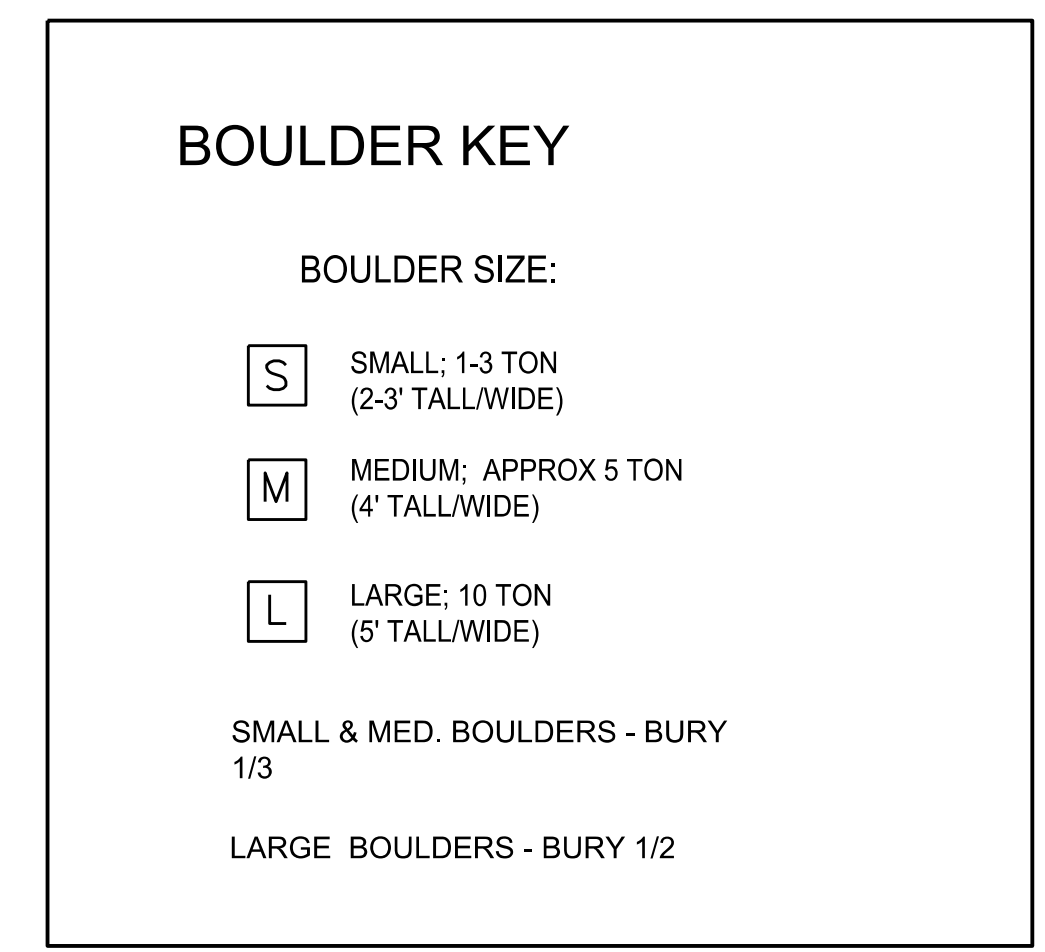 BOULDER KEY
BOULDER SIZE:
S
SMALL; 1-3 TON
(2-3' TALL/WIDE)
M
MEDIUM; APPROX 5 TON
(4' TALL/WIDE)
L
LARGE; 10 TON
(5' TALL/WIDE)
SMALL & MED. BOULDERS - BURY
1/3
LARGE BOULDERS - BURY 1/2